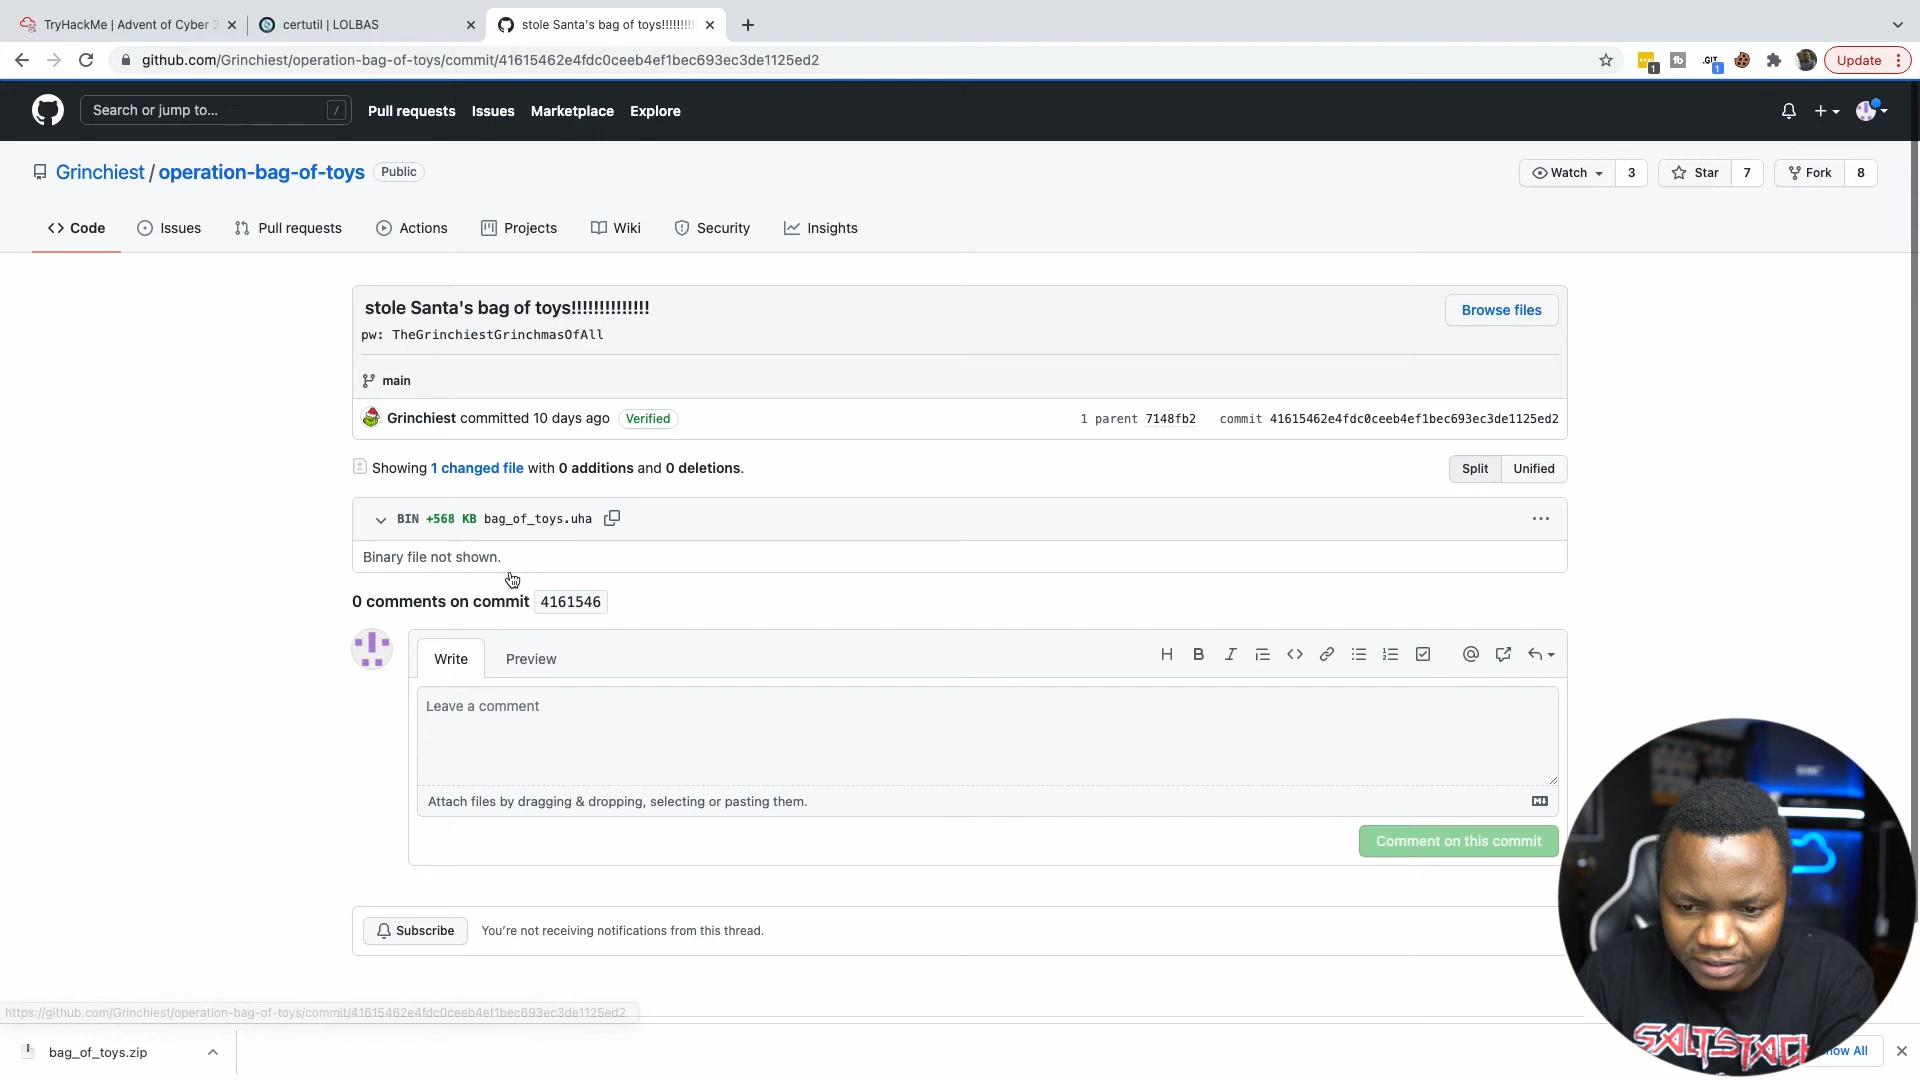 TryHackMe | Advent of Cyber 3
certutil | LOLBAS
stole Santa's bag of toys!!!!!!!!!
github.com/Grinchiest/operation-bag-of-toys/commit/41615462e4fdc0ceeb4ef1bec693ec3de1125ed2
1
.GIT
1
Update
Search or jump to...
/
Pull requests
Issues
Marketplace
Explore
Grinchiest / operation-bag-of-toys
Public
Watch
3
Star
7
Fork
8
Code
Issues
Pull requests
Actions
Projects
Wiki
Security
Insights
stole Santa's bag of toys!!!!!!!!!!!!!!
Browse files
pw: TheGrinchiestGrinchmasOfAll
main
Grinchiest committed 10 days ago
Verified
1 parent 7148fb2 commit 41615462e4fdc0ceeb4ef1bec693ec3de1125ed2
Showing 1 changed file with 0 additions and 0 deletions.
Split
Unified
BIN +568 KB bag_of_toys.uha
Binary file not shown.
0 comments on commit 4161546
Write
Preview
Leave a comment
Attach files by dragging & dropping, selecting or pasting them.
Comment on this commit
Subscribe
You're not receiving notifications from this thread.
https://github.com/Grinchiest/operation-bag-of-toys/commit/41615462e4fdc0ceeb4ef1bec693ec3de1125ed2
bag_of_toys.zip
SALTSTACK
All